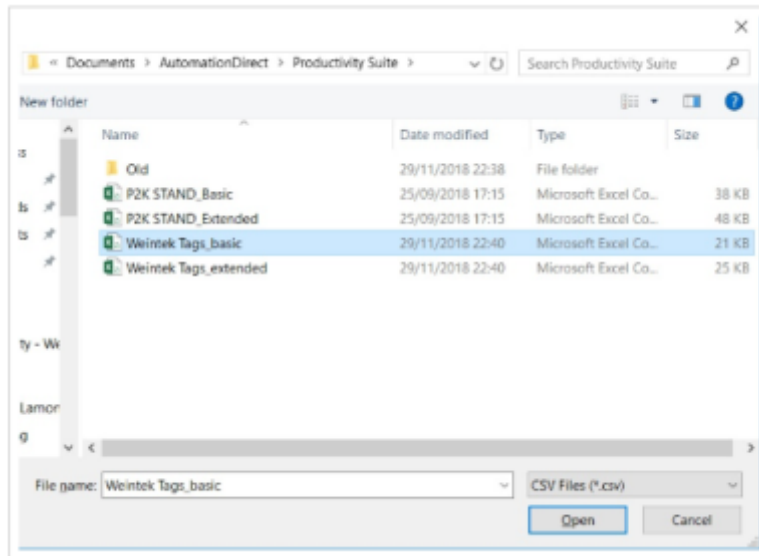 « Documents > AutomationDirect > Productivity Suite >
Search Productivity Suite
New folder
Name Date modified Type Size
Old 29/11/2018 22:38 File folder
P2K STAND_Basic 25/09/2018 17:15 Microsoft Excel Co... 38 KB
P2K STAND_Extended 25/09/2018 17:15 Microsoft Excel Co... 48 KB
Weintek Tags_basic 29/11/2018 22:40 Microsoft Excel Co... 21 KB
Weintek Tags_extended 29/11/2018 22:40 Microsoft Excel Co... 25 KB
ty - We
Lamor
g
File name: Weintek Tags_basic CSV Files (*.csv)
Open Cancel